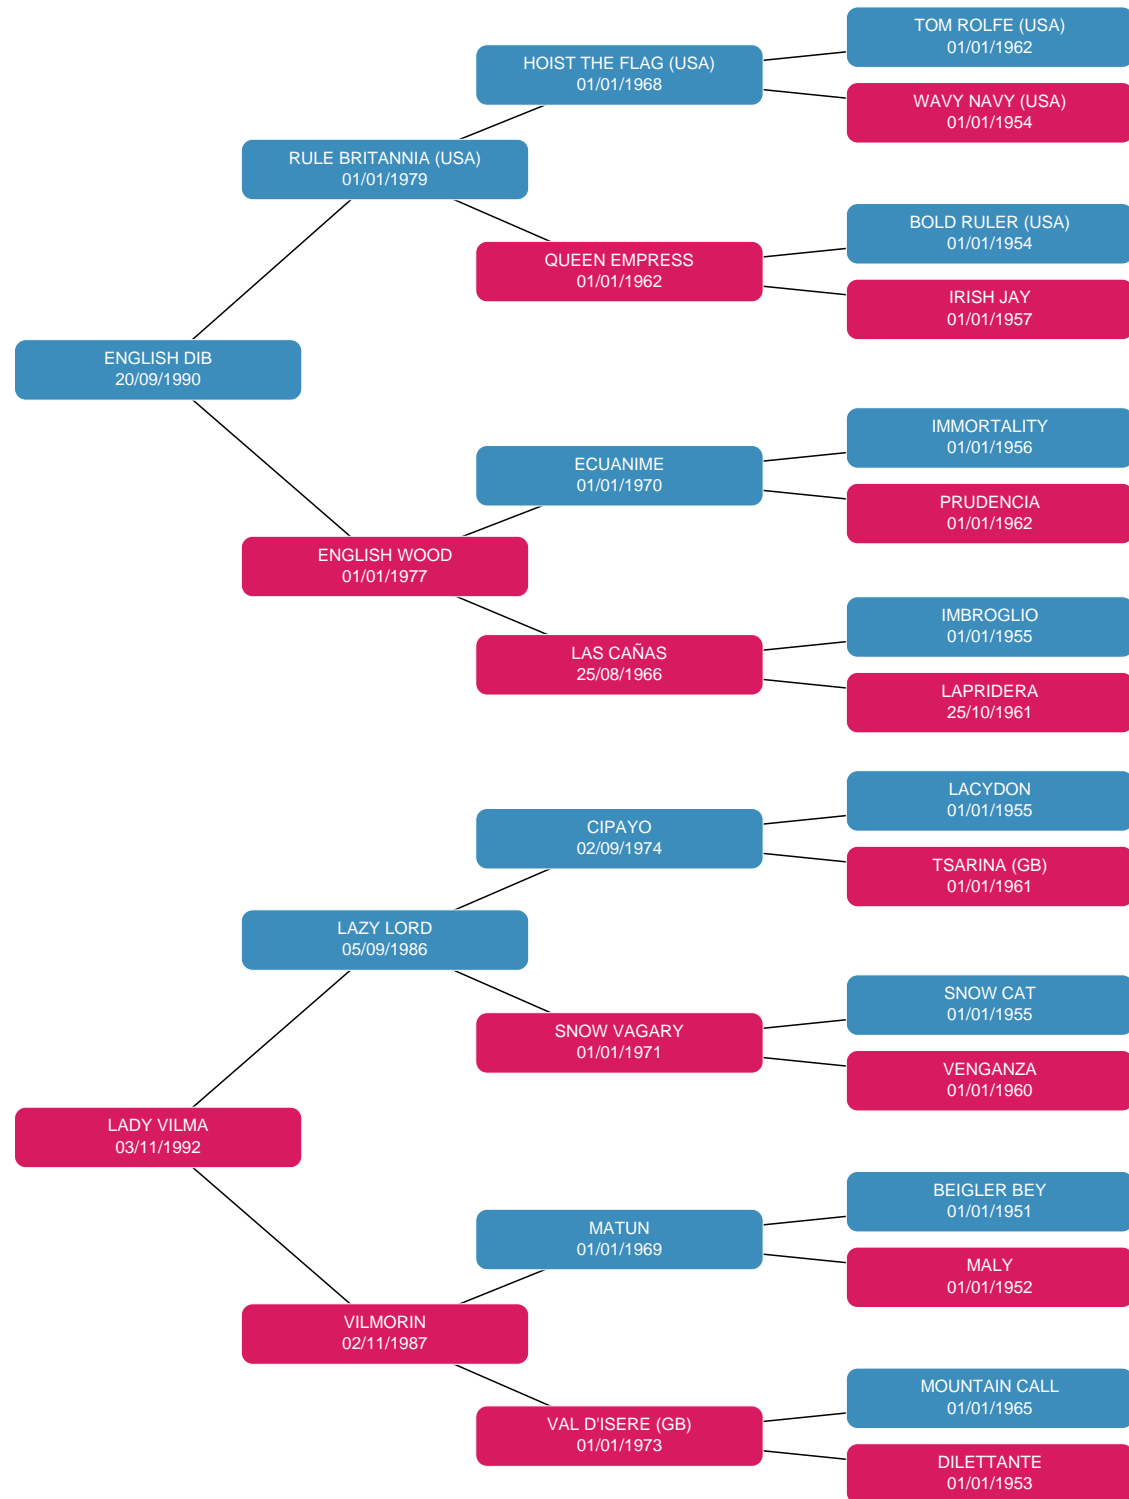 TOM ROLFE (USA)
01/01/1962
HOIST THE FLAG (USA)
01/01/1968
WAVY NAVY (USA)
01/01/1954
RULE BRITANNIA (USA)
01/01/1979
BOLD RULER (USA)
01/01/1954
QUEEN EMPRESS
01/01/1962
IRISH JAY
01/01/1957
ENGLISH DIB
20/09/1990
IMMORTALITY
01/01/1956
ECUANIME
01/01/1970
PRUDENCIA
01/01/1962
ENGLISH WOOD
01/01/1977
IMBROGLIO
01/01/1955
LAS CAÑAS
25/08/1966
LAPRIDERA
25/10/1961
LACYDON
01/01/1955
CIPAYO
02/09/1974
TSARINA (GB)
01/01/1961
LAZY LORD
05/09/1986
SNOW CAT
01/01/1955
SNOW VAGARY
01/01/1971
VENGANZA
01/01/1960
LADY VILMA
03/11/1992
BEIGLER BEY
01/01/1951
MATUN
01/01/1969
MALY
01/01/1952
VILMORIN
02/11/1987
MOUNTAIN CALL
01/01/1965
VAL D'ISERE (GB)
01/01/1973
DILETTANTE
01/01/1953